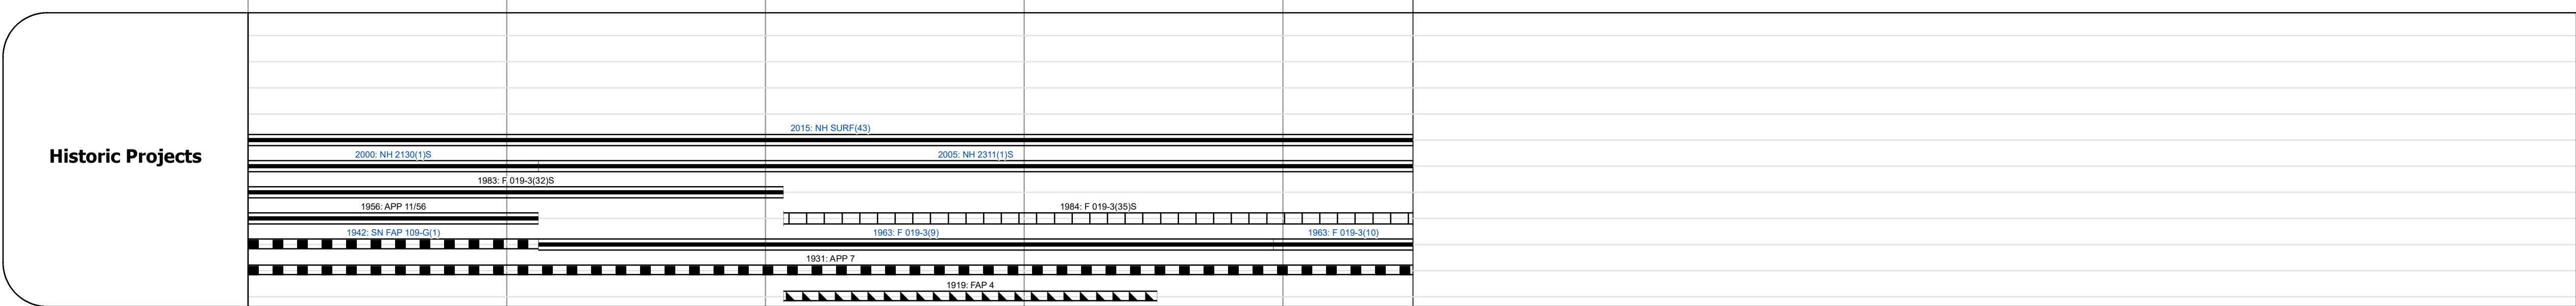 Historic Projects
2015: NH SURF(43)
2000: NH 2130(1)S
2005: NH 2311(1)S
1983: F 019-3(32)S
1956: APP 11/56
1984: F 019-3(35)S
1942: SN FAP 109-G(1)
1963: F 019-3(9)
1963: F 019-3(10)
1931: APP 7
1919: FAP 4